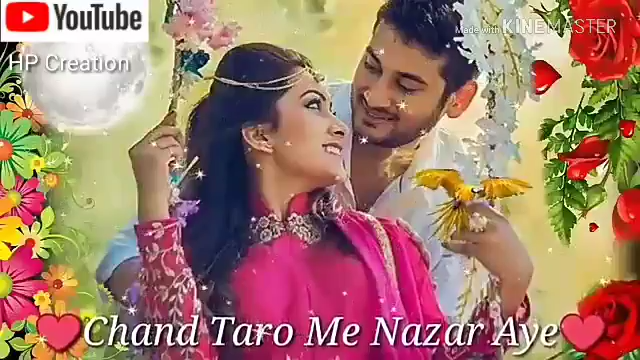 YouTube
Made with KINEMASTER
HP Creation
Chand Taro Me Nazar Aye